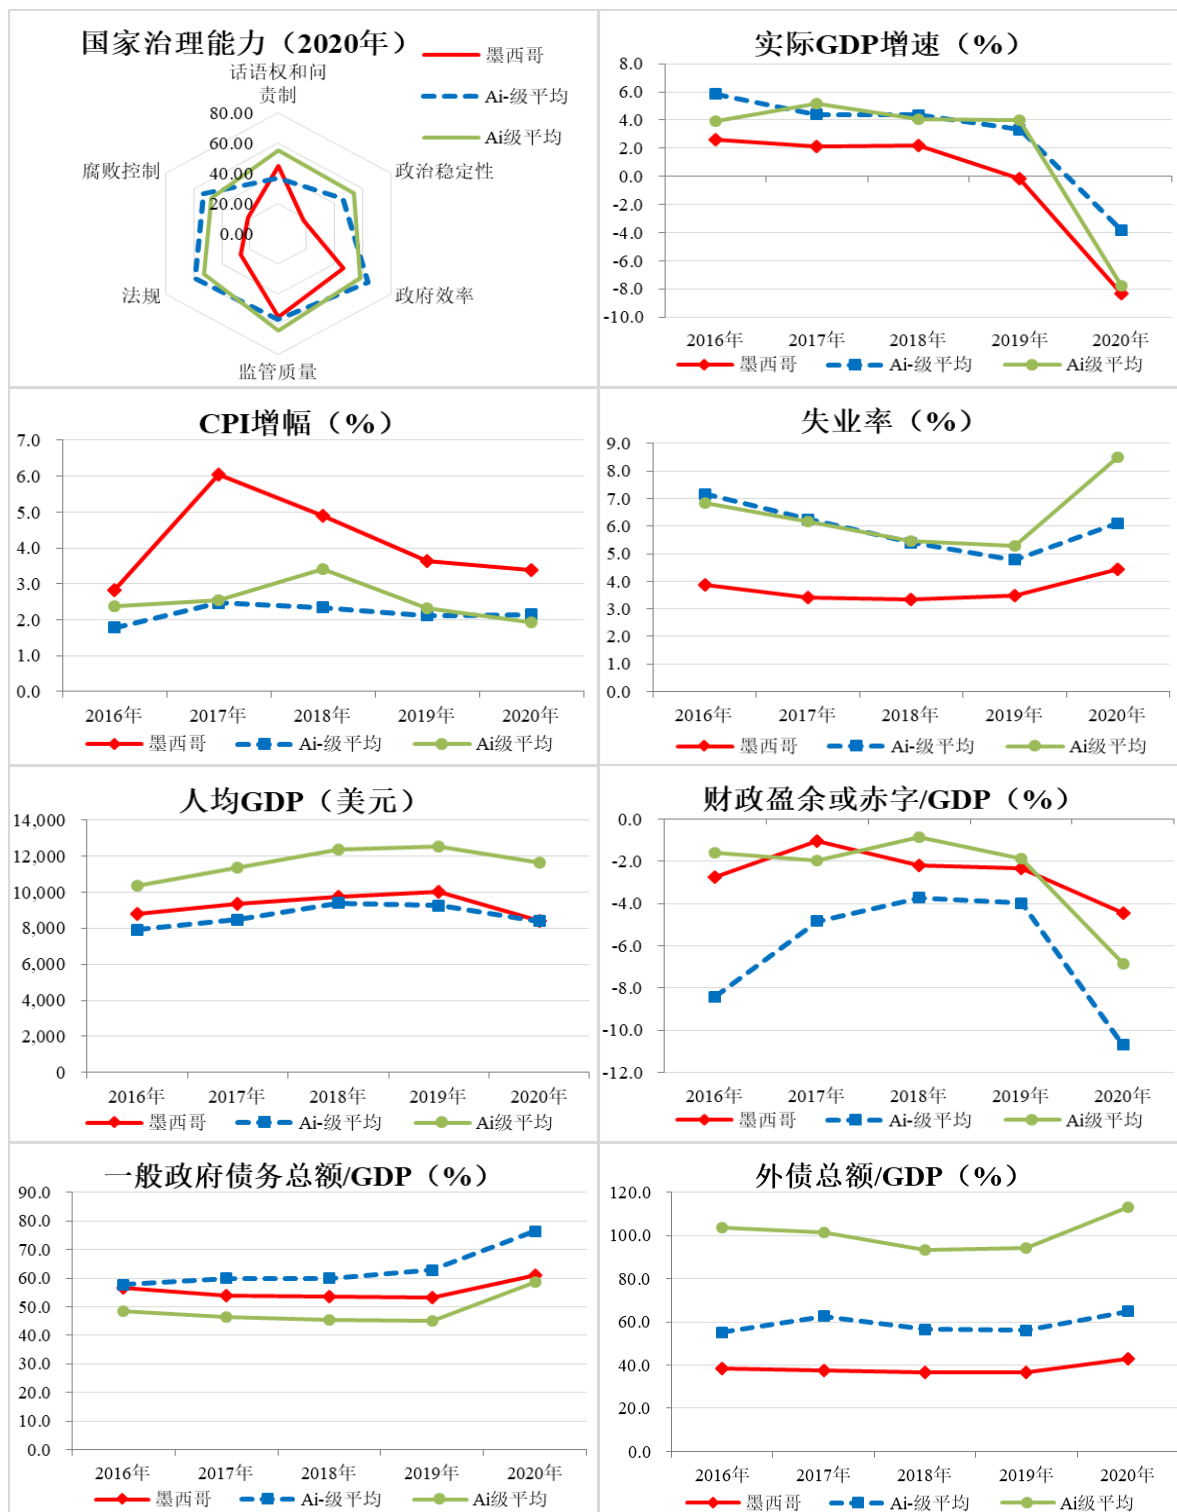 国家治理能力（2020年）
墨西哥
Ai-级平均
Ai级平均
话语权和问
责制
80.00
60.00
40.00
20.00
0.00
腐败控制
政治稳定性
法规
政府效率
监管质量
实际GDP增速（%）
8.0
6.0
4.0
2.0
0.0
-2.0
-4.0
-6.0
-8.0
-10.0
2016年 2017年 2018年 2019年 2020年
墨西哥 Ai-级平均 Ai级平均
CPI增幅（%）
7.0
6.0
5.0
4.0
3.0
2.0
1.0
0.0
2016年 2017年 2018年 2019年 2020年
墨西哥 Ai-级平均 Ai级平均
失业率（%）
9.0
8.0
7.0
6.0
5.0
4.0
3.0
2.0
1.0
0.0
2016年 2017年 2018年 2019年 2020年
墨西哥 Ai-级平均 Ai级平均
人均GDP（美元）
14,000
12,000
10,000
8,000
6,000
4,000
2,000
0
2016年 2017年 2018年 2019年 2020年
墨西哥 Ai-级平均 Ai级平均
财政盈余或赤字/GDP（%）
0.0
-2.0
-4.0
-6.0
-8.0
-10.0
-12.0
2016年 2017年 2018年 2019年 2020年
墨西哥 Ai-级平均 Ai级平均
一般政府债务总额/GDP（%）
90.0
80.0
70.0
60.0
50.0
40.0
30.0
20.0
10.0
0.0
2016年 2017年 2018年 2019年 2020年
墨西哥 Ai-级平均 Ai级平均
外债总额/GDP（%）
120.0
100.0
80.0
60.0
40.0
20.0
0.0
2016年 2017年 2018年 2019年 2020年
墨西哥 Ai-级平均 Ai级平均